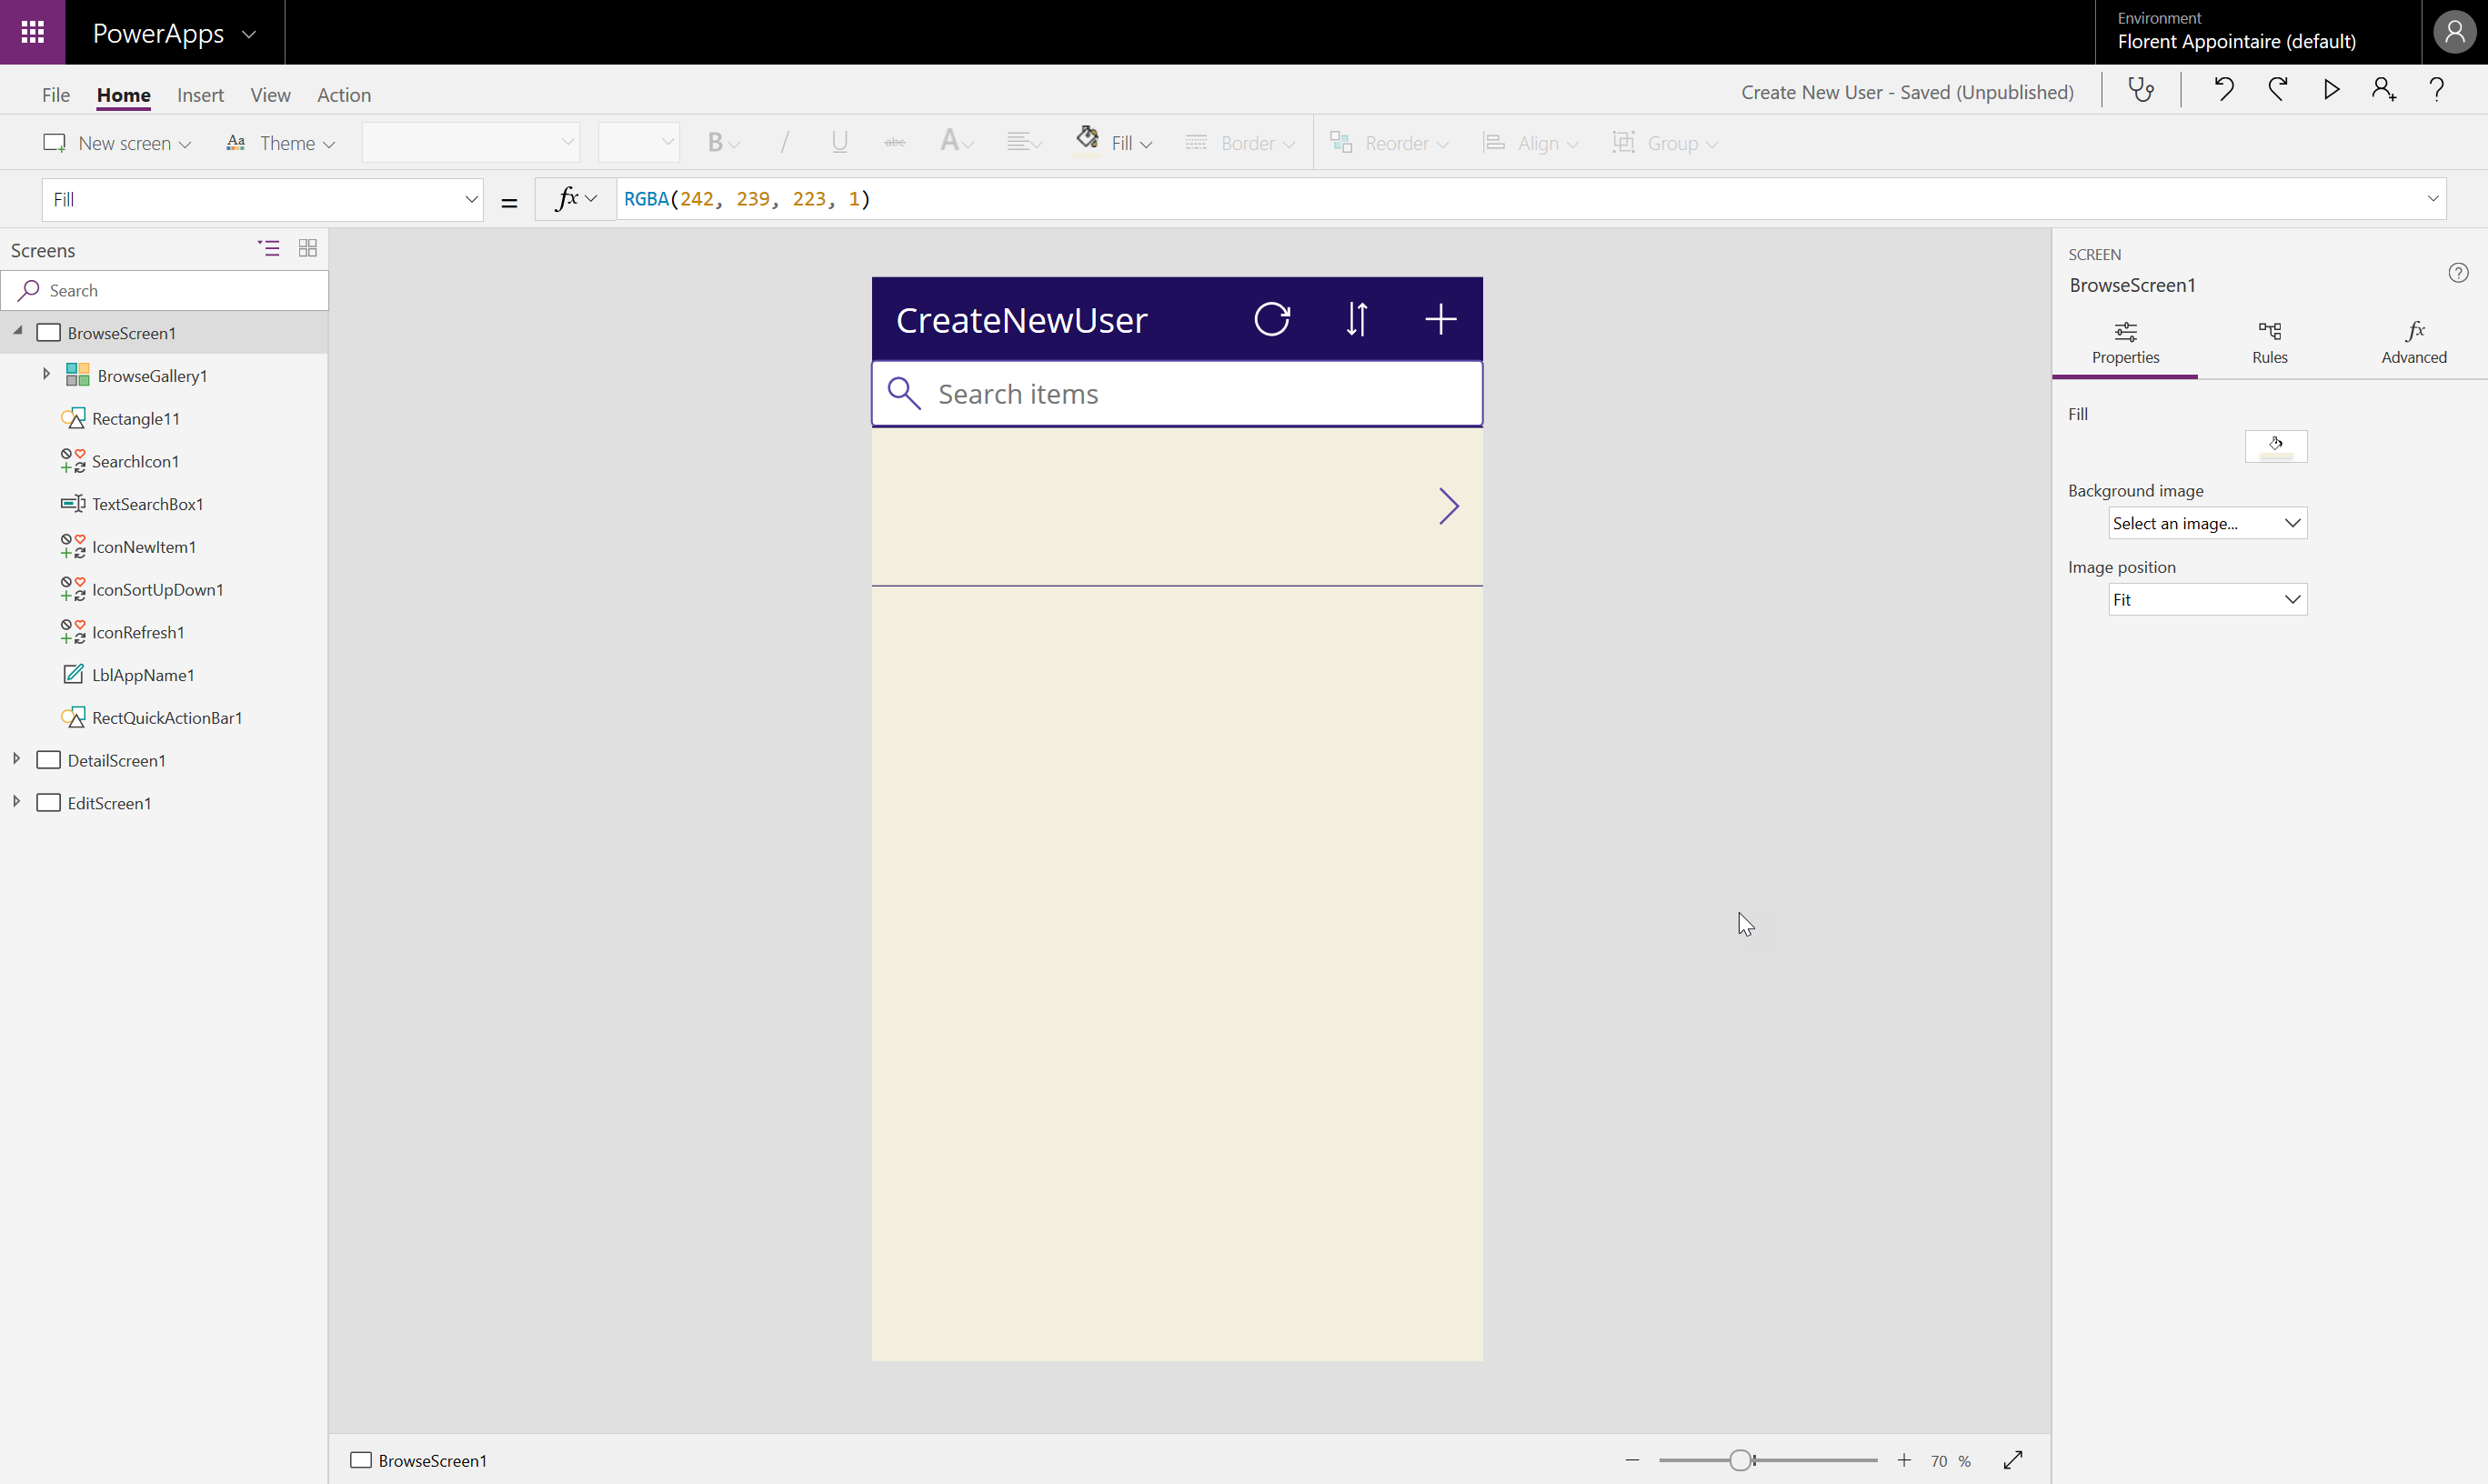 PowerApps
Environment
Florent Appointaire (default)
File Home Insert View Action
Create New User - Saved (Unpublished)
New screen Aa Theme B / U abc A Fill Border Reorder Align Group
Fill = fx RGBA(242, 239, 223, 1)
Screens
Search
BrowseScreen1
BrowseGallery1
Rectangle11
SearchIcon1
TextSearchBox1
IconNewItem1
IconSortUpDown1
IconRefresh1
LblAppName1
RectQuickActionBar1
DetailScreen1
EditScreen1
CreateNewUser
Search items
SCREEN
BrowseScreen1
Properties Rules fx Advanced
Fill
Background image
Select an image...
Image position
Fit
BrowseScreen1
70 %